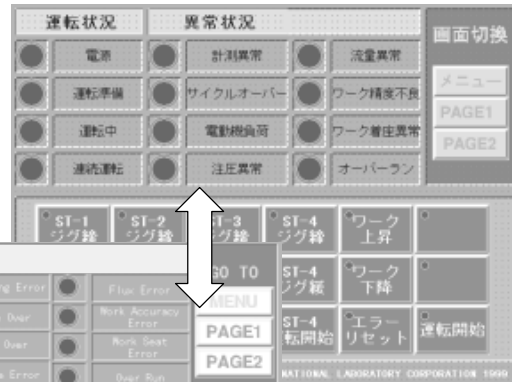 運転状況 異常状況
画面切換
電源 計測異常 流量異常
メニュー
運転準備 サイクルオーバー ワーク精度不良
PAGE1
運転中 電動機負荷 ワーク着座異常
PAGE2
連続運転 注圧異常 オーバーラン
ST-1 ST-2 ST-3 ST-4 ワーク
ジグ締 ジグ締 ジグ締 ジグ締 上昇
GO TO
ng Error Flux Error
MENU
ST-4 ワーク
ジグ緩 下降
Over Work Accuracy
Error
PAGE1
Over Work Seat
Error
ST-4 エラー
転開始 リセット 運転開始
PAGE2
Error Over Run
NATIONAL LABORATORY CORPORATION 1999